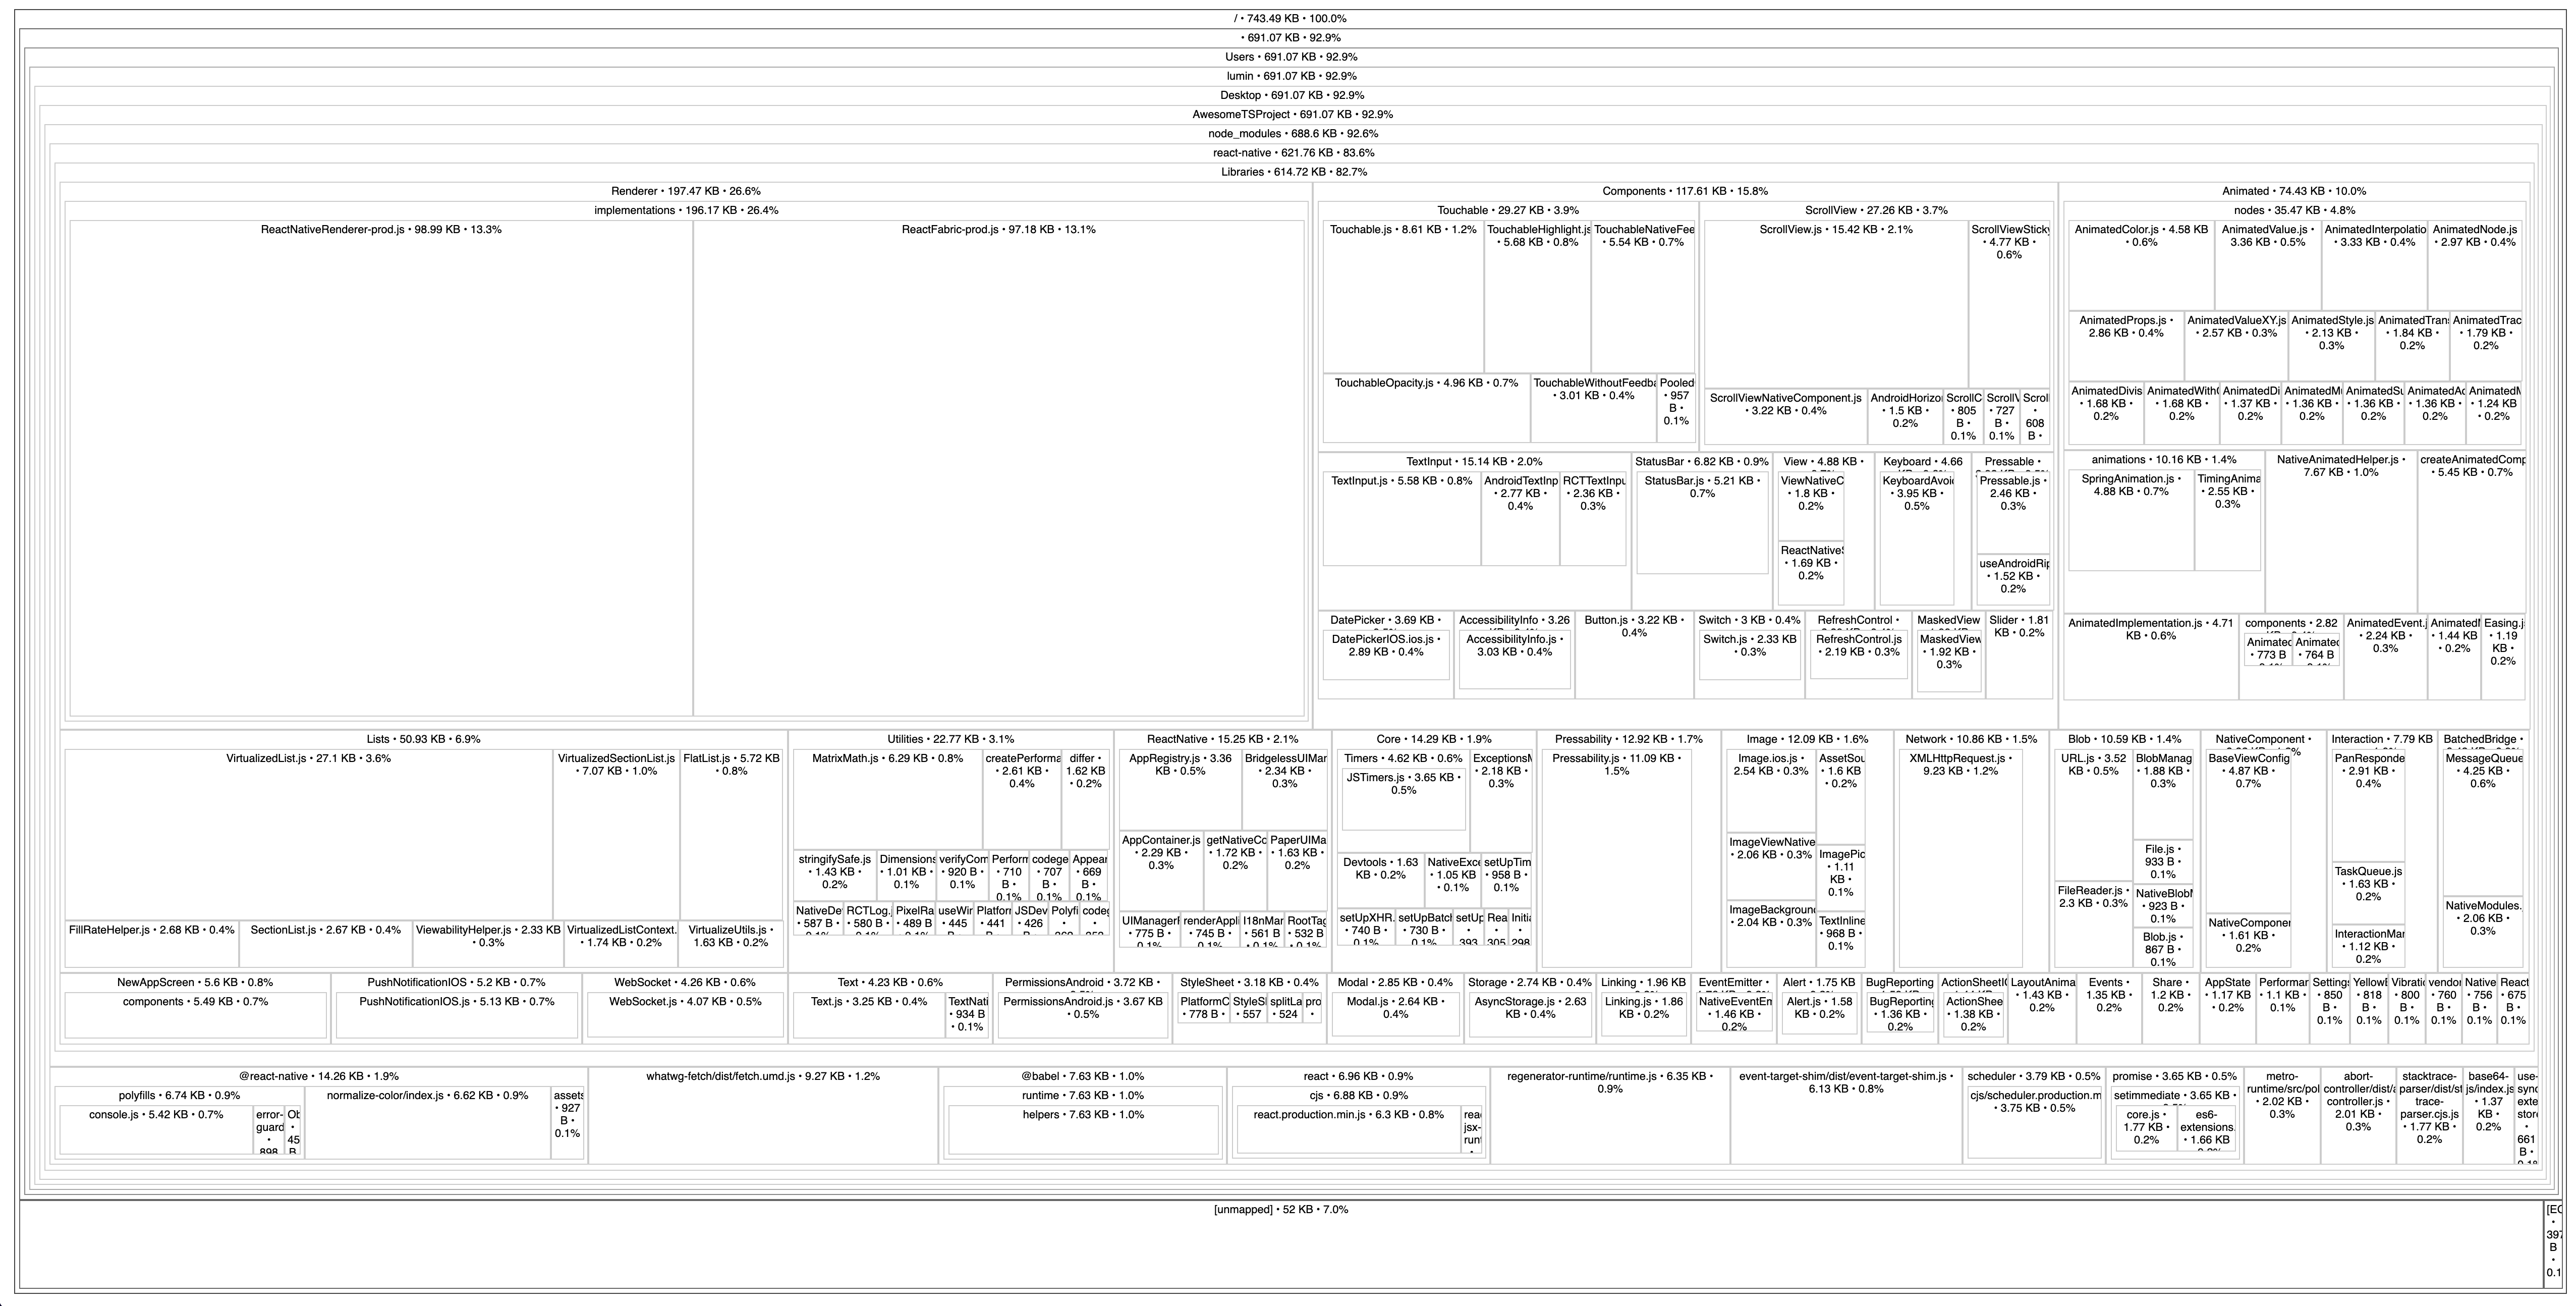 / • 743.49 KB • 100.0%
• 691.07 KB • 92.9%
Users • 691.07 KB • 92.9%
lumin • 691.07 KB • 92.9%
Desktop • 691.07 KB • 92.9%
AwesomeTSProject • 691.07 KB • 92.9%
node_modules • 688.6 KB • 92.6%
react-native • 621.76 KB • 83.6%
Libraries • 614.72 KB • 82.7%
Renderer • 197.47 KB • 26.6%
implementations • 196.17 KB • 26.4%
ReactNativeRenderer-prod.js • 98.99 KB • 13.3%
ReactFabric-prod.js • 97.18 KB • 13.1%
Components • 117.61 KB • 15.8%
Touchable • 29.27 KB • 3.9%
Touchable.js • 8.61 KB • 1.2%
TouchableHighlight.js
• 5.68 KB • 0.8%
TouchableNativeFee
• 5.54 KB • 0.7%
TouchableOpacity.js • 4.96 KB • 0.7%
TouchableWithoutFeedba
• 3.01 KB • 0.4%
Pooled
• 957
B •
0.1%
ScrollView • 27.26 KB • 3.7%
ScrollView.js • 15.42 KB • 2.1%
ScrollViewSticky
• 4.77 KB •
0.6%
ScrollViewNativeComponent.js
• 3.22 KB • 0.4%
AndroidHorizo
• 1.5 KB •
0.2%
ScrollC
• 805
B •
0.1%
ScrollV
• 727
B •
0.1%
Scroll
•
608
B •
TextInput • 15.14 KB • 2.0%
TextInput.js • 5.58 KB • 0.8%
AndroidTextInp
• 2.77 KB •
0.4%
RCTTextInpu
• 2.36 KB •
0.3%
StatusBar • 6.82 KB • 0.9%
StatusBar.js • 5.21 KB •
0.7%
View • 4.88 KB •
ViewNativeC
• 1.8 KB •
0.2%
ReactNativeS
• 1.69 KB •
0.2%
Keyboard • 4.66
KeyboardAvoi
• 3.95 KB •
0.5%
Pressable •
Pressable.js •
2.46 KB •
0.3%
useAndroidRip
• 1.52 KB •
0.2%
DatePicker • 3.69 KB •
DatePickerIOS.ios.js •
2.89 KB • 0.4%
AccessibilityInfo • 3.26
AccessibilityInfo.js •
3.03 KB • 0.4%
Button.js • 3.22 KB •
0.4%
Switch • 3 KB • 0.4%
Switch.js • 2.33 KB
• 0.3%
RefreshControl •
RefreshControl.js
• 2.19 KB • 0.3%
MaskedView
MaskedView
• 1.92 KB •
0.3%
Slider • 1.81
KB • 0.2%
Animated • 74.43 KB • 10.0%
nodes • 35.47 KB • 4.8%
AnimatedColor.js • 4.58 KB
• 0.6%
AnimatedValue.js •
3.36 KB • 0.5%
AnimatedInterpolatio
• 3.33 KB • 0.4%
AnimatedNode.js
• 2.97 KB • 0.4%
AnimatedProps.js •
2.86 KB • 0.4%
AnimatedValueXY.js
• 2.57 KB • 0.3%
AnimatedStyle.js
• 2.13 KB •
0.3%
AnimatedTran
• 1.84 KB •
0.2%
AnimatedTrac
• 1.79 KB •
0.2%
AnimatedDivis
• 1.68 KB •
0.2%
AnimatedWith
• 1.68 KB •
0.2%
AnimatedDi
• 1.37 KB •
0.2%
AnimatedM
• 1.36 KB •
0.2%
AnimatedSu
• 1.36 KB •
0.2%
AnimatedAd
• 1.36 KB •
0.2%
AnimatedM
• 1.24 KB
• 0.2%
animations • 10.16 KB • 1.4%
SpringAnimation.js •
4.88 KB • 0.7%
TimingAnima
• 2.55 KB •
0.3%
NativeAnimatedHelper.js •
7.67 KB • 1.0%
createAnimatedComp
• 5.45 KB • 0.7%
AnimatedImplementation.js • 4.71
KB • 0.6%
components • 2.82
Animated
• 773 B
Animated
• 764 B
AnimatedEvent.j
• 2.24 KB •
0.3%
Animated
• 1.44 KB
• 0.2%
Easing.j
• 1.19
KB •
0.2%
Lists • 50.93 KB • 6.9%
VirtualizedList.js • 27.1 KB • 3.6%
VirtualizedSectionList.js
• 7.07 KB • 1.0%
FlatList.js • 5.72 KB
• 0.8%
FillRateHelper.js • 2.68 KB • 0.4%
SectionList.js • 2.67 KB • 0.4%
ViewabilityHelper.js • 2.33 KB
• 0.3%
VirtualizedListContext.
• 1.74 KB • 0.2%
VirtualizeUtils.js •
1.63 KB • 0.2%
Utilities • 22.77 KB • 3.1%
MatrixMath.js • 6.29 KB • 0.8%
createPerforma
• 2.61 KB •
0.4%
differ •
1.62 KB
• 0.2%
stringifySafe.js
• 1.43 KB •
0.2%
Dimensions
• 1.01 KB •
0.1%
verifyCom
• 920 B •
0.1%
Perform
• 710
B •
0.1%
codege
• 707
B •
0.1%
Appear
• 669
B •
0.1%
NativeDe
• 587 B •
RCTLog.
• 580 B •
PixelRa
• 489 B
useWin
• 445
Platfor
• 441
JSDev
• 426
Polyfi
•
codeg
•
ReactNative • 15.25 KB • 2.1%
AppRegistry.js • 3.36
KB • 0.5%
BridgelessUIMan
• 2.34 KB •
0.3%
AppContainer.js
• 2.29 KB •
0.3%
getNativeCo
• 1.72 KB •
0.2%
PaperUIMa
• 1.63 KB •
0.2%
UIManagerP
• 775 B •
0.1%
renderAppli
• 745 B •
0.1%
I18nMan
• 561 B
• 0.1%
RootTag
• 532 B
• 0.1%
Core • 14.29 KB • 1.9%
Timers • 4.62 KB • 0.6%
JSTimers.js • 3.65 KB •
0.5%
ExceptionsM
• 2.18 KB •
0.3%
Devtools • 1.63
KB • 0.2%
NativeExce
• 1.05 KB
• 0.1%
setUpTim
• 958 B •
0.1%
setUpXHR.
• 740 B •
0.1%
setUpBatch
• 730 B •
0.1%
setUp
•
393
Rea
•
305
Initia
•
298
Pressability • 12.92 KB • 1.7%
Pressability.js • 11.09 KB •
1.5%
Image • 12.09 KB • 1.6%
Image.ios.js •
2.54 KB • 0.3%
AssetSou
• 1.6 KB
• 0.2%
ImageViewNative
• 2.06 KB • 0.3%
ImagePic
• 1.11
KB •
0.1%
ImageBackground
• 2.04 KB • 0.3%
TextInline
• 968 B •
0.1%
Network • 10.86 KB • 1.5%
XMLHttpRequest.js •
9.23 KB • 1.2%
Blob • 10.59 KB • 1.4%
URL.js • 3.52
KB • 0.5%
BlobManag
• 1.88 KB •
0.3%
FileReader.js •
2.3 KB • 0.3%
File.js •
933 B •
0.1%
NativeBlobM
• 923 B •
0.1%
Blob.js •
867 B •
0.1%
NativeComponent •
BaseViewConfig
• 4.87 KB •
0.7%
NativeComponen
• 1.61 KB •
0.2%
Interaction • 7.79 KB
PanResponde
• 2.91 KB •
0.4%
TaskQueue.js
• 1.63 KB •
0.2%
InteractionMan
• 1.12 KB •
0.2%
BatchedBridge •
MessageQueue
• 4.25 KB •
0.6%
NativeModules.
• 2.06 KB •
0.3%
NewAppScreen • 5.6 KB • 0.8%
components • 5.49 KB • 0.7%
PushNotificationIOS • 5.2 KB • 0.7%
PushNotificationIOS.js • 5.13 KB • 0.7%
WebSocket • 4.26 KB • 0.6%
WebSocket.js • 4.07 KB • 0.5%
Text • 4.23 KB • 0.6%
Text.js • 3.25 KB • 0.4%
TextNati
• 934 B
• 0.1%
PermissionsAndroid • 3.72 KB •
PermissionsAndroid.js • 3.67 KB
• 0.5%
StyleSheet • 3.18 KB • 0.4%
PlatformC
• 778 B •
StyleSh
• 557
splitLa
• 524
pro
•
Modal • 2.85 KB • 0.4%
Modal.js • 2.64 KB •
0.4%
Storage • 2.74 KB • 0.4%
AsyncStorage.js • 2.63
KB • 0.4%
Linking • 1.96 KB
Linking.js • 1.86
KB • 0.2%
EventEmitter •
NativeEventEm
• 1.46 KB •
0.2%
Alert • 1.75 KB
Alert.js • 1.58
KB • 0.2%
BugReporting
BugReporting
• 1.36 KB •
0.2%
ActionSheetI
ActionShee
• 1.38 KB •
0.2%
LayoutAnima
• 1.43 KB •
0.2%
Events •
1.35 KB •
0.2%
Share •
1.2 KB •
0.2%
AppState
• 1.17 KB
• 0.2%
Performan
• 1.1 KB •
0.1%
Settings
• 850
B •
0.1%
YellowB
• 818
B •
0.1%
Vibratio
• 800
B •
0.1%
vendor
• 760
B •
0.1%
Native
• 756
B •
0.1%
React
• 675
B •
0.1%
@react-native • 14.26 KB • 1.9%
polyfills • 6.74 KB • 0.9%
console.js • 5.42 KB • 0.7%
error-
guard
•
898
Ob
•
45
B
normalize-color/index.js • 6.62 KB • 0.9%
assets
• 927
B •
0.1%
whatwg-fetch/dist/fetch.umd.js • 9.27 KB • 1.2%
@babel • 7.63 KB • 1.0%
runtime • 7.63 KB • 1.0%
helpers • 7.63 KB • 1.0%
react • 6.96 KB • 0.9%
cjs • 6.88 KB • 0.9%
react.production.min.js • 6.3 KB • 0.8%
rea
jsx-
runt
•
regenerator-runtime/runtime.js • 6.35 KB •
0.9%
event-target-shim/dist/event-target-shim.js •
6.13 KB • 0.8%
scheduler • 3.79 KB • 0.5%
cjs/scheduler.production.m
• 3.75 KB • 0.5%
promise • 3.65 KB • 0.5%
setimmediate • 3.65 KB •
core.js •
1.77 KB •
0.2%
es6-
extensions.
• 1.66 KB
metro-
runtime/src/pol
• 2.02 KB •
0.3%
abort-
controller/dist/a
controller.js •
2.01 KB •
0.3%
stacktrace-
parser/dist/st
trace-
parser.cjs.js
• 1.77 KB •
0.2%
base64-
js/index.js
• 1.37
KB •
0.2%
use-
sync
exte
store
•
661
B •
[unmapped] • 52 KB • 7.0%
[EO
•
397
B
•
0.1